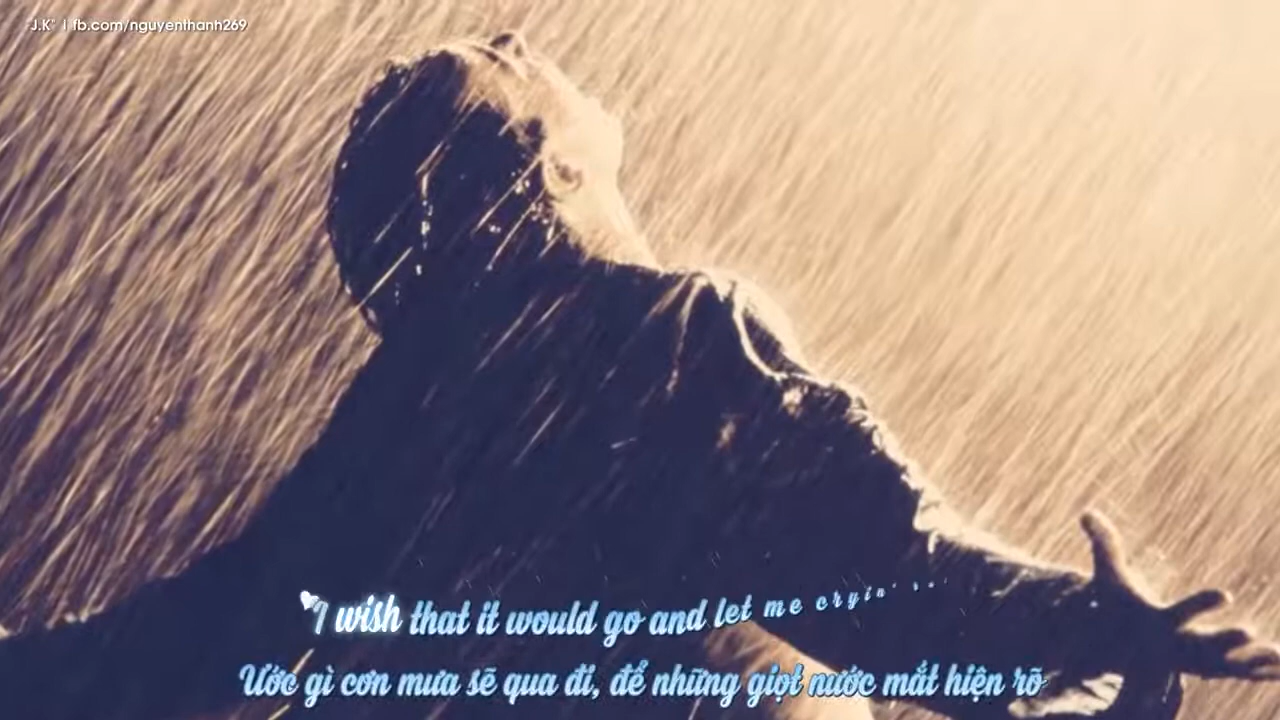 J.K° | fb.com/nguyenthanh269
I wish that it would go and let me cryin'
Ước gì cơn mưa sẽ qua đi, để những giọt nước mắt hiện rõ